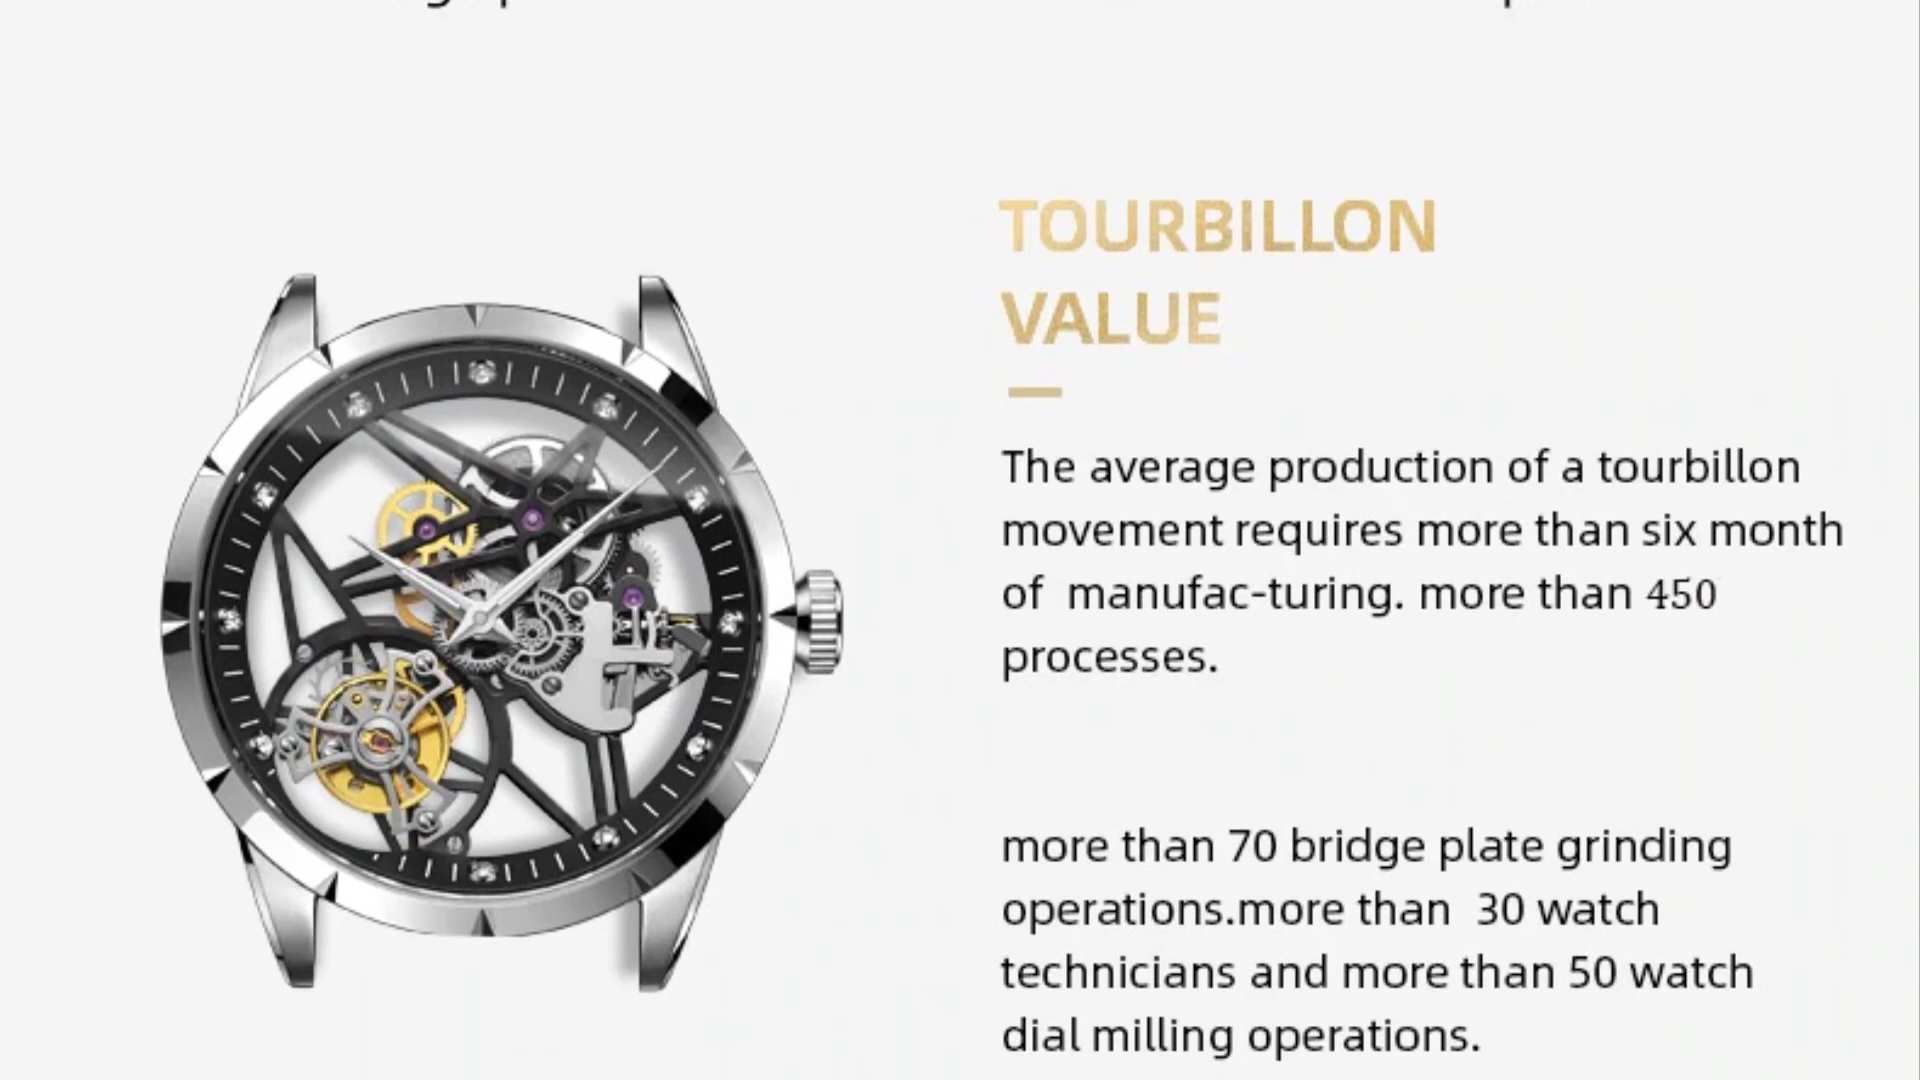 TOURBILLON
VALUE
The average production of a tourbillon
movement requires more than six month
of  manufac-turing. more than 450
processes.
more than 70 bridge plate grinding
operations.more than  30 watch
technicians and more than 50 watch
dial milling operations.